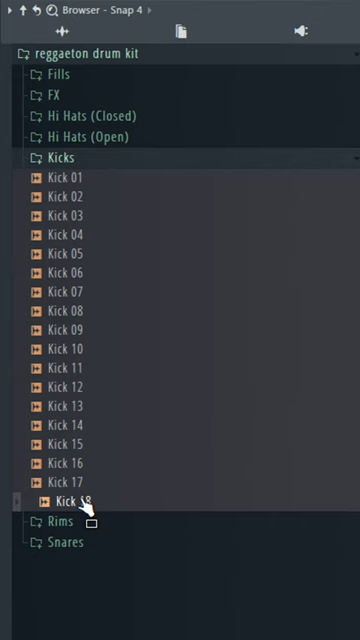 Browser - Snap 4
reggaeton drum kit
Fills
FX
Hi Hats (Closed)
Hi Hats (Open)
Kicks
Kick 01
Kick 02
Kick 03
Kick 04
Kick 05
Kick 06
Kick 07
Kick 08
Kick 09
Kick 10
Kick 11
Kick 12
Kick 13
Kick 14
Kick 15
Kick 16
Kick 17
Kick 18
Rims
Snares